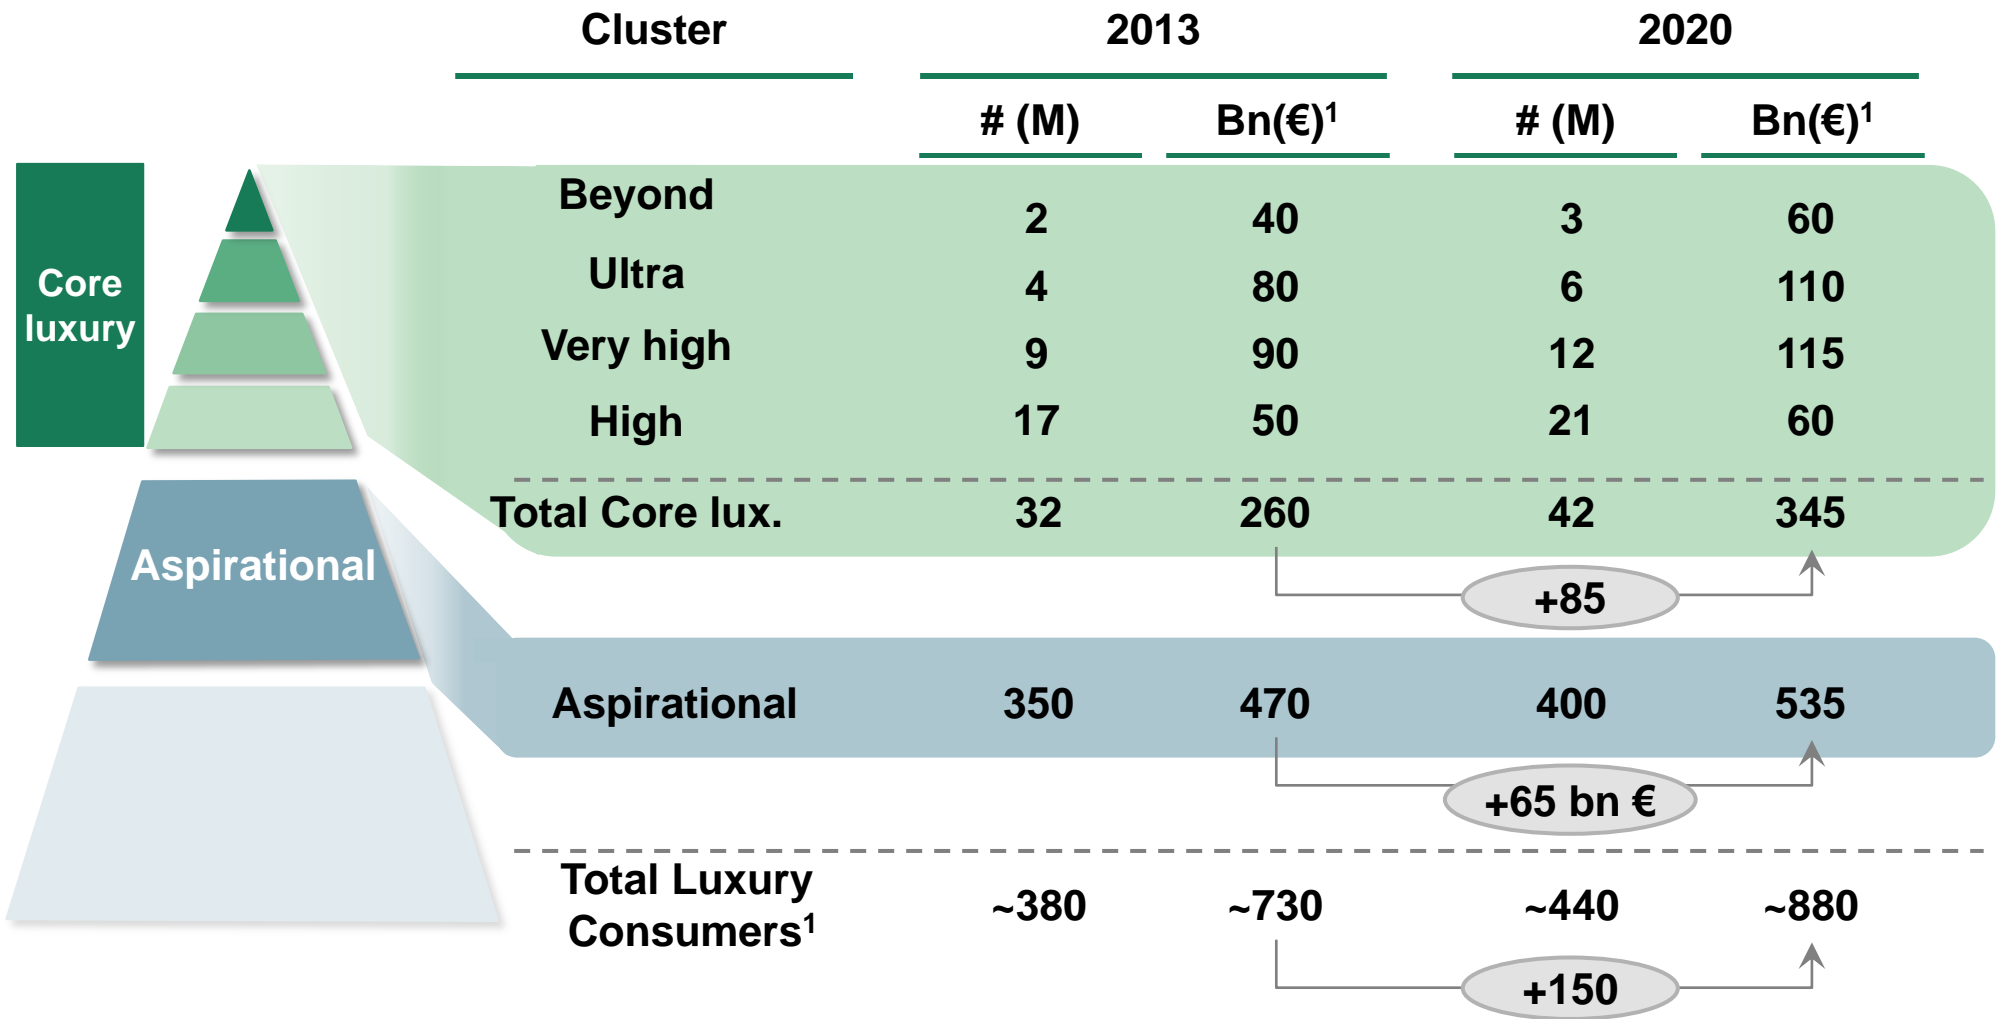 Cluster 2013 2020
# (M) Bn(€)¹ # (M) Bn(€)¹
Core
luxury
Beyond 2 40 3 60
Ultra 4 80 6 110
Very high 9 90 12 115
High 17 50 21 60
Total Core lux. 32 260 42 345
+85
Aspirational
Aspirational 350 470 400 535
+65 bn €
Total Luxury
Consumers¹ ~380 ~730 ~440 ~880
+150